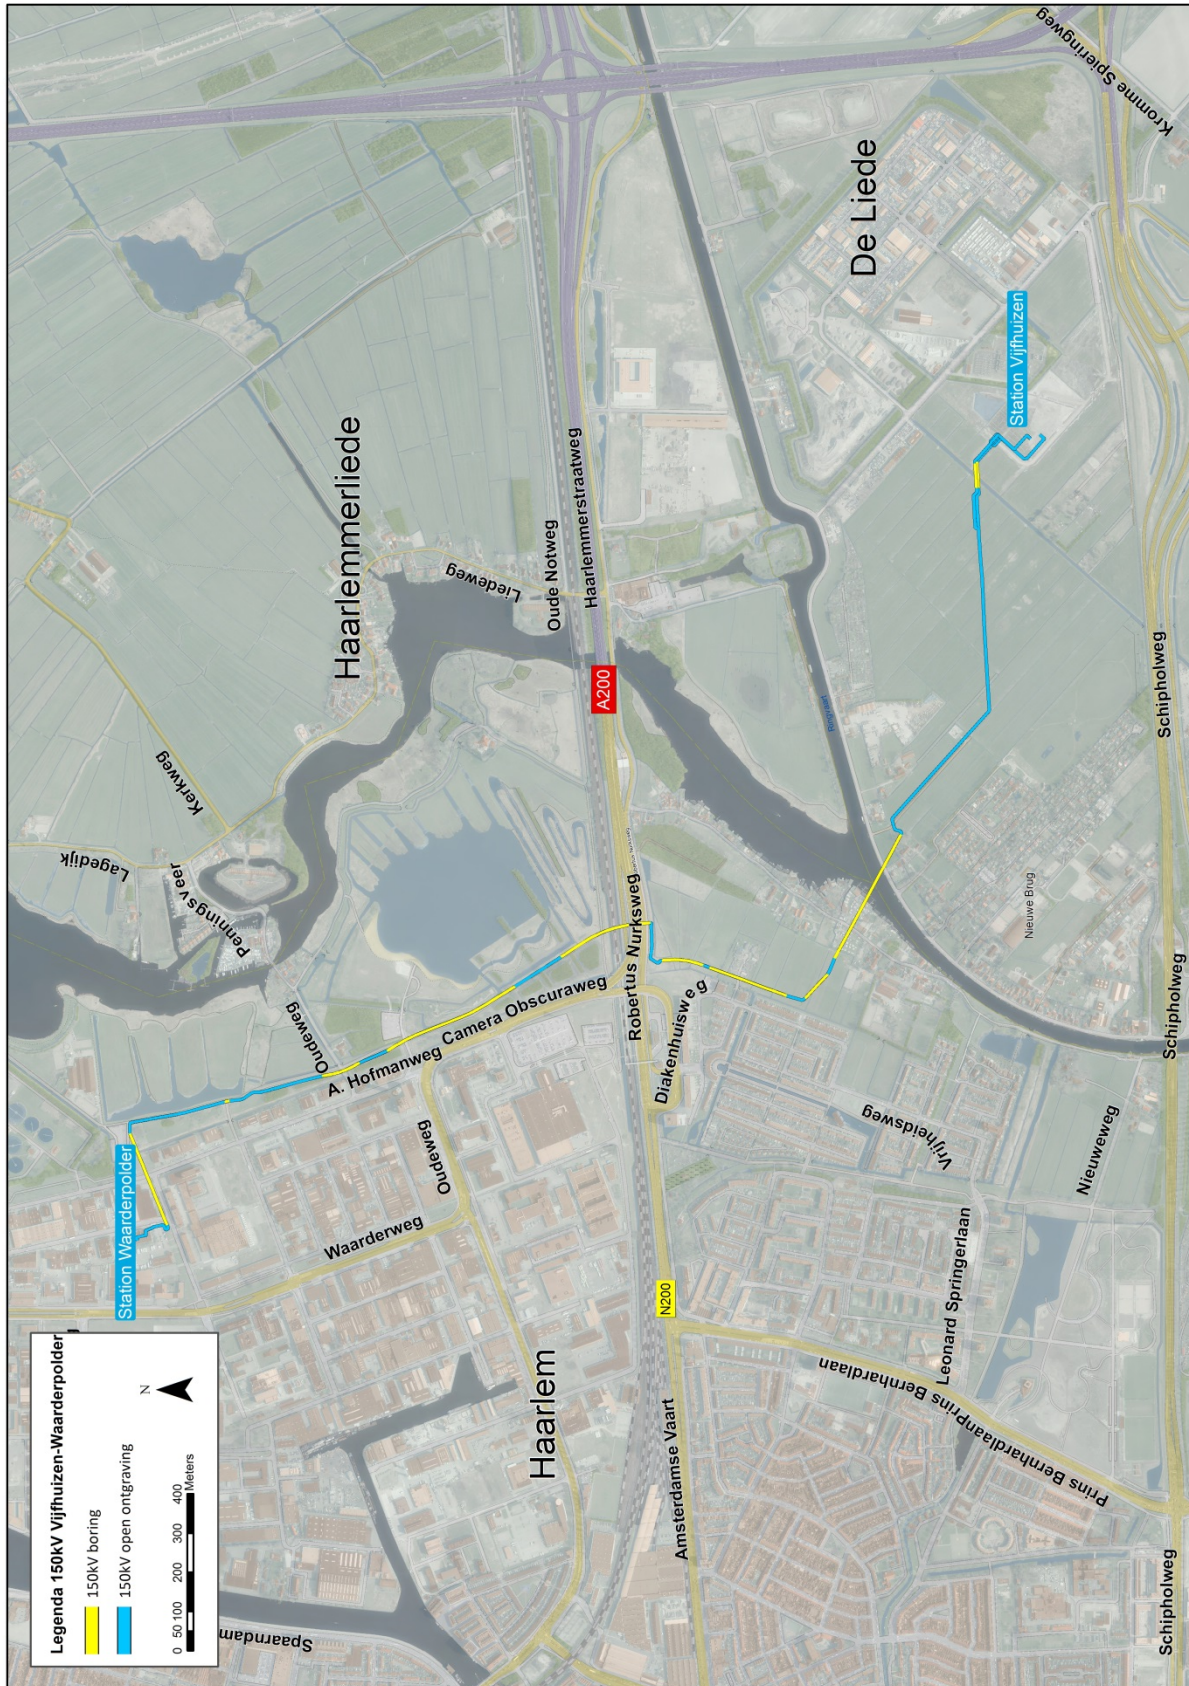 Legenda 150kV Vijfhuizen-Waarderpolder
150kV boring
150kV open ontgraving
N
0 50 100 200 300 400
Meters
Station Waarderpolder
Spaarndam
Waarderweg
Oudeweg
Haarlem
Amsterdamse Vaart
N200
Prins Bernhardlaan
Prins Bernhardlaan
Leonard Springerlaan
Schipholweg
Nieuweweg
Vrijheidsweg
Diakenhuisweg
Robertus Nurksweg
Camera Obscuraweg
A. Hofmanweg
Oudeweg
Penningsveer
Lagedijk
Kerkweg
Haarlemmerliede
Liedeweg
Oude Notweg
Haarlemmerstraatweg
A200
Ringvaart
Nieuwe Brug
Schipholweg
Schipholweg
Station Vijfhuizen
De Liede
Kromme Spieringweg